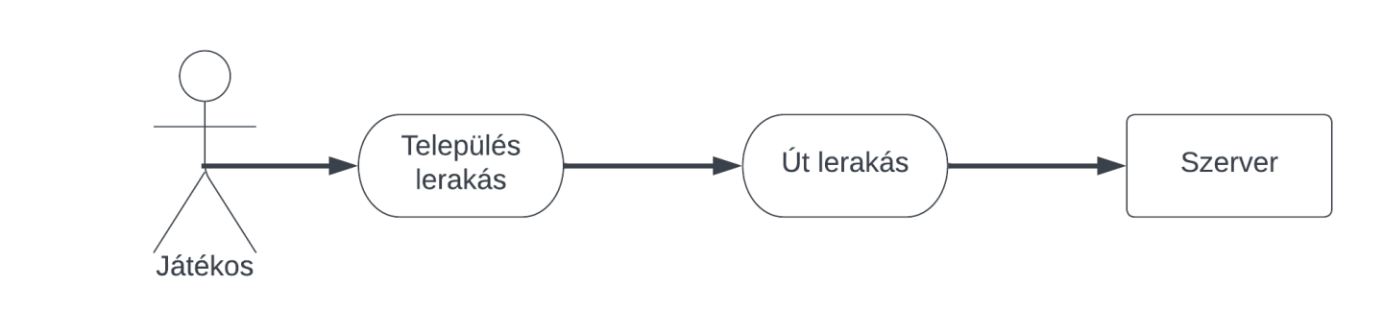 Település
lerakás
Út lerakás
Szerver
Játékos